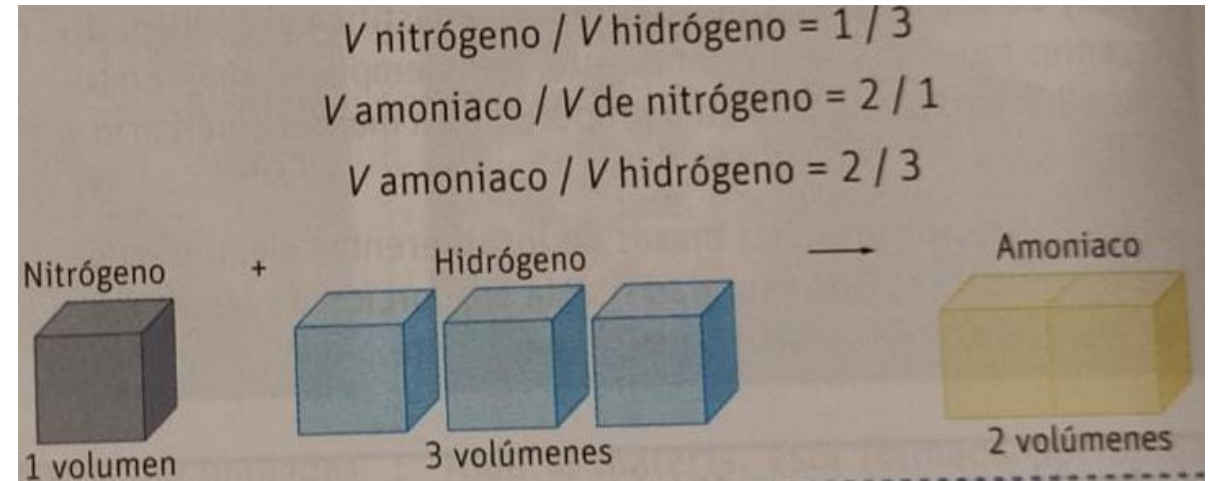 V nitrógeno / V hidrógeno = 1 / 3
V amoniaco / V de nitrógeno = 2 / 1
V amoniaco / V hidrógeno = 2 / 3
Nitrógeno + Hidrógeno → Amoniaco
1 volumen 3 volúmenes 2 volúmenes